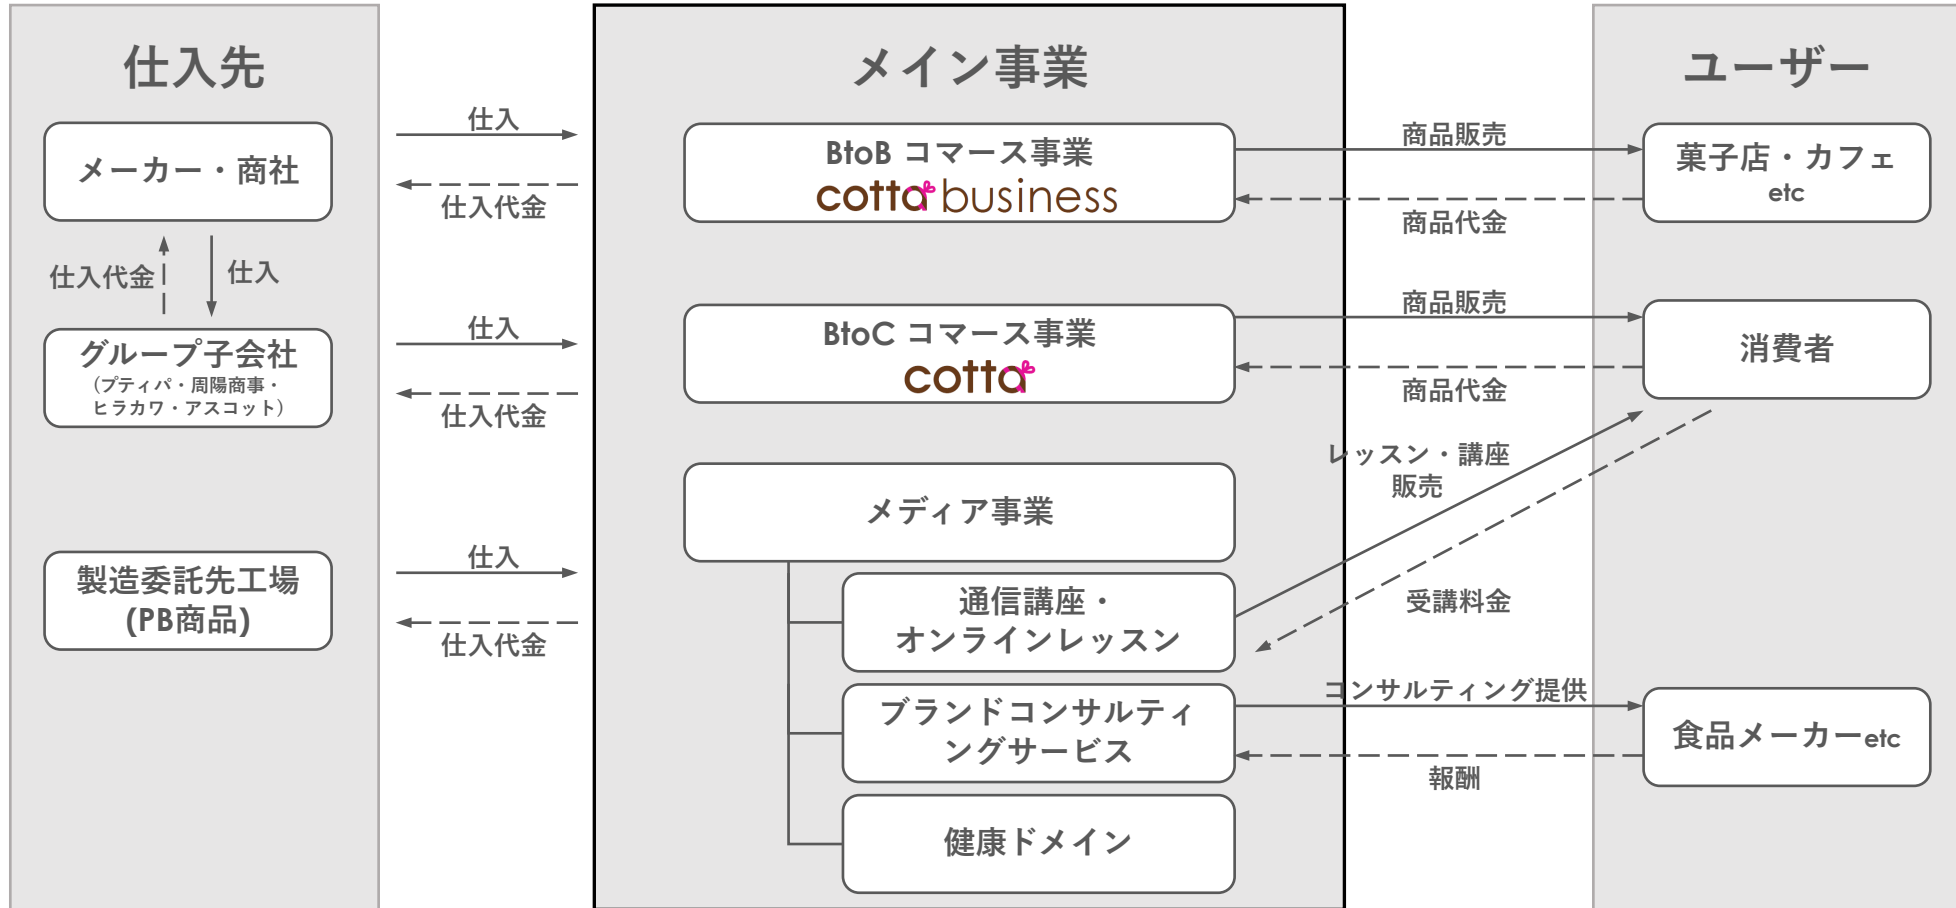 仕入先
メーカー・商社
仕入代金
仕入
グループ子会社
(プティパ・周陽商事・
ヒラカワ・アスコット)
製造委託先工場
(PB商品)
仕入
仕入代金
仕入
仕入代金
仕入
仕入代金
メイン事業
BtoB コマース事業
cotta business
BtoC コマース事業
cotta
メディア事業
通信講座・
オンラインレッスン
ブランドコンサルティ
ングサービス
健康ドメイン
商品販売
商品代金
商品販売
商品代金
レッスン・講座
販売
受講料金
コンサルティング提供
報酬
ユーザー
菓子店・カフェ
etc
消費者
食品メーカーetc